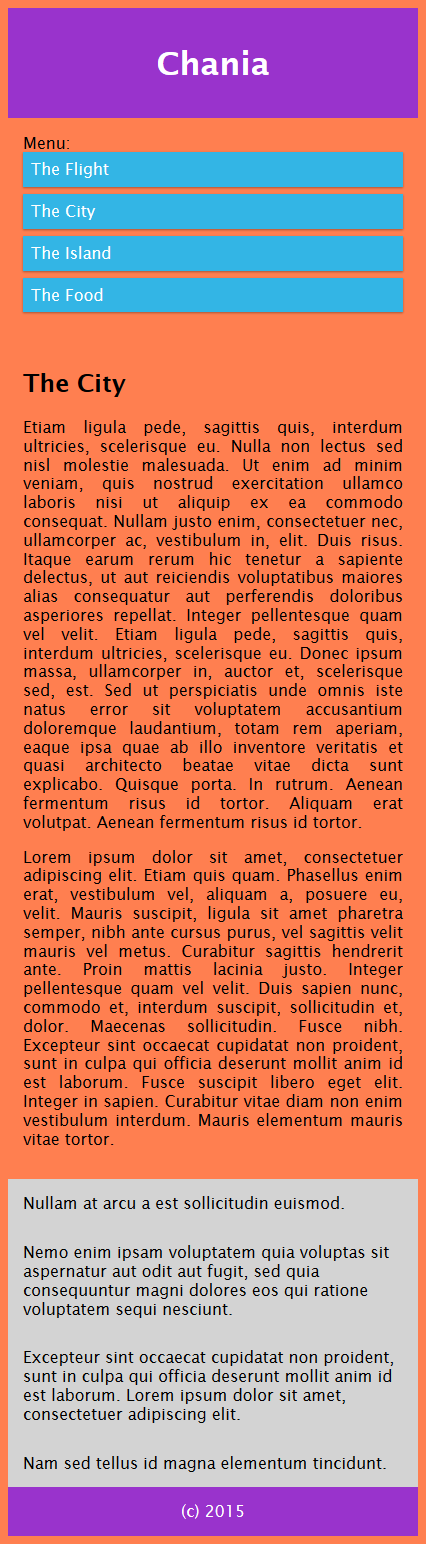 Chania
Menu:
The Flight
The City
The Island
The Food
The City
Etiam ligula pede, sagittis quis, interdum
ultricies, scelerisque eu. Nulla non lectus sed
nisl molestie malesuada. Ut enim ad minim
veniam, quis nostrud exercitation ullamco
laboris nisi ut aliquip ex ea commodo
consequat. Nullam justo enim, consectetuer nec,
ullamcorper ac, vestibulum in, elit. Duis risus.
Itaque earum rerum hic tenetur a sapiente
delectus, ut aut reiciendis voluptatibus maiores
alias consequatur aut perferendis doloribus
asperiores repellat. Integer pellentesque quam
vel velit. Etiam ligula pede, sagittis quis,
interdum ultricies, scelerisque eu. Donec ipsum
massa, ullamcorper in, auctor et, scelerisque
sed, est. Sed ut perspiciatis unde omnis iste
natus error sit voluptatem accusantium
doloremque laudantium, totam rem aperiam,
eaque ipsa quae ab illo inventore veritatis et
quasi architecto beatae vitae dicta sunt
explicabo. Quisque porta. In rutrum. Aenean
fermentum risus id tortor. Aliquam erat
volutpat. Aenean fermentum risus id tortor.
Lorem ipsum dolor sit amet, consectetuer
adipiscing elit. Etiam quis quam. Phasellus enim
erat, vestibulum vel, aliquam a, posuere eu,
velit. Mauris suscipit, ligula sit amet pharetra
semper, nibh ante cursus purus, vel sagittis velit
mauris vel metus. Curabitur sagittis hendrerit
ante. Proin mattis lacinia justo. Integer
pellentesque quam vel velit. Duis sapien nunc,
commodo et, interdum suscipit, sollicitudin et,
dolor. Maecenas sollicitudin. Fusce nibh.
Excepteur sint occaecat cupidatat non proident,
sunt in culpa qui officia deserunt mollit anim id
est laborum. Fusce suscipit libero eget elit.
Integer in sapien. Curabitur vitae diam non enim
vestibulum interdum. Mauris elementum mauris
vitae tortor.
Nullam at arcu a est sollicitudin euismod.
Nemo enim ipsam voluptatem quia voluptas sit
aspernatur aut odit aut fugit, sed quia
consequuntur magni dolores eos qui ratione
voluptatem sequi nesciunt.
Excepteur sint occaecat cupidatat non proident,
sunt in culpa qui officia deserunt mollit anim id
est laborum. Lorem ipsum dolor sit amet,
consectetuer adipiscing elit.
Nam sed tellus id magna elementum tincidunt.
(c) 2015